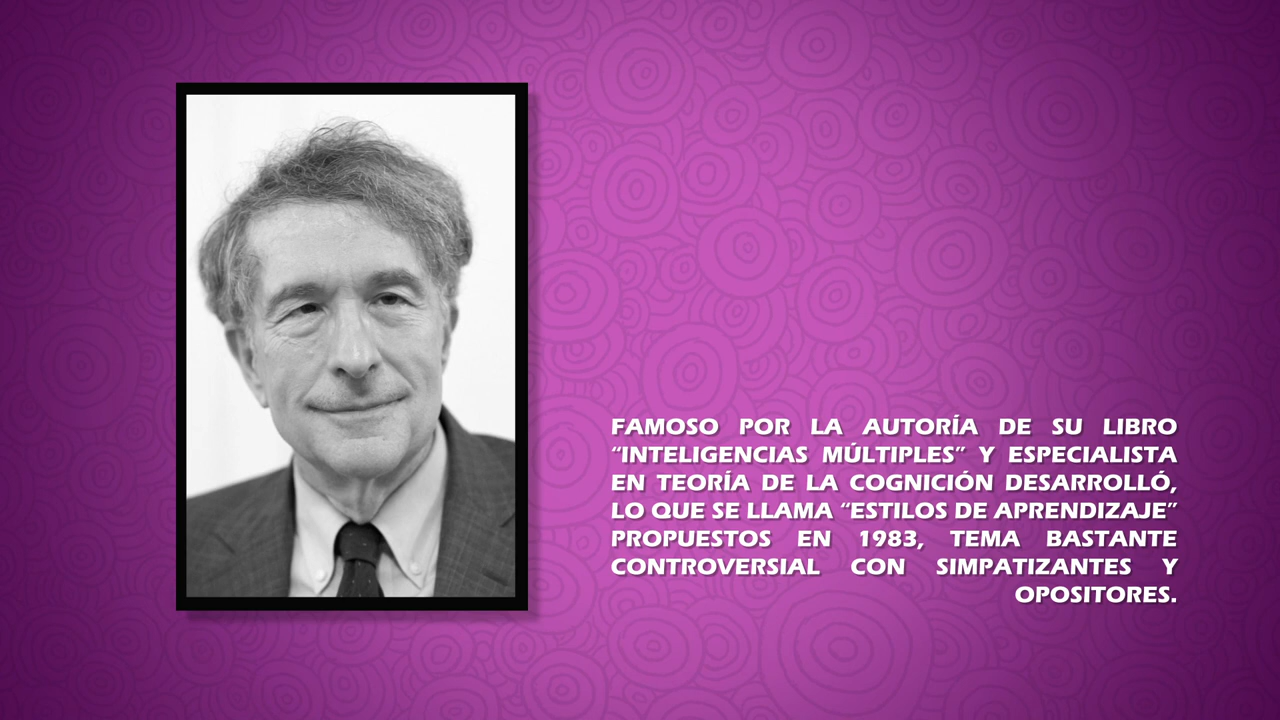 FAMOSO POR LA AUTORÍA DE SU LIBRO
“INTELIGENCIAS MÚLTIPLES” Y ESPECIALISTA
EN TEORÍA DE LA COGNICIÓN DESARROLLÓ,
LO QUE SE LLAMA “ESTILOS DE APRENDIZAJE”
PROPUESTOS EN 1983, TEMA BASTANTE
CONTROVERSIAL CON SIMPATIZANTES Y
OPOSITORES.